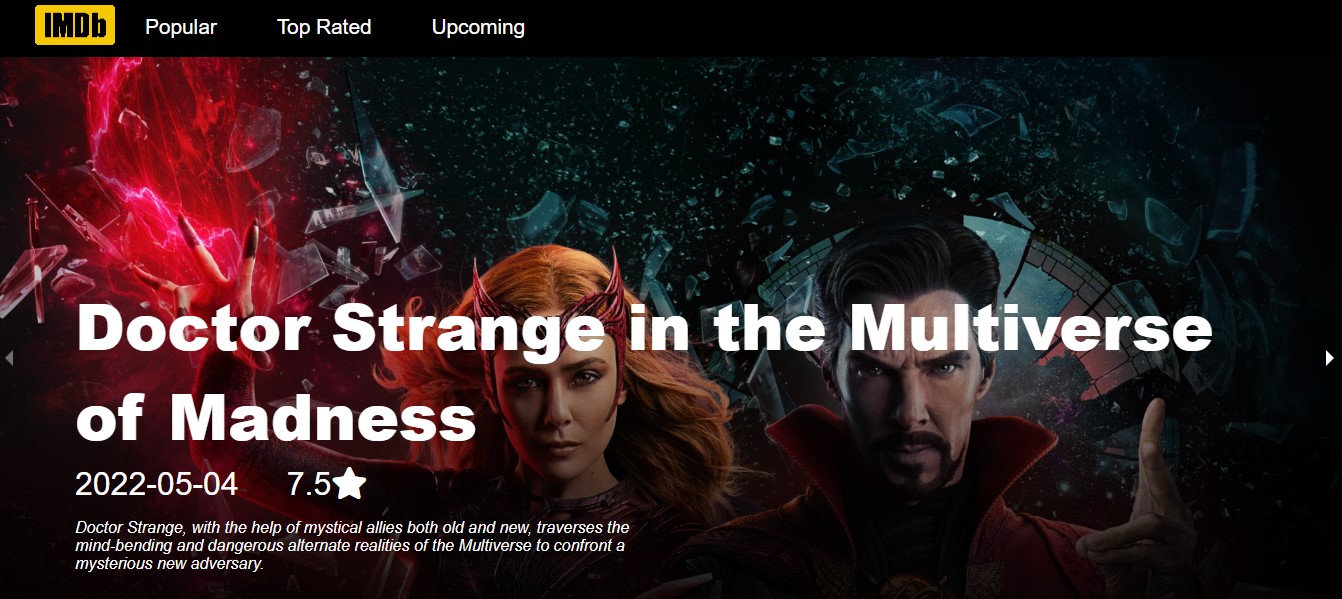 IMDb Popular Top Rated Upcoming
Doctor Strange in the Multiverse
of Madness
2022-05-04 7.5
Doctor Strange, with the help of mystical allies both old and new, traverses the
mind-bending and dangerous alternate realities of the Multiverse to confront a
mysterious new adversary.